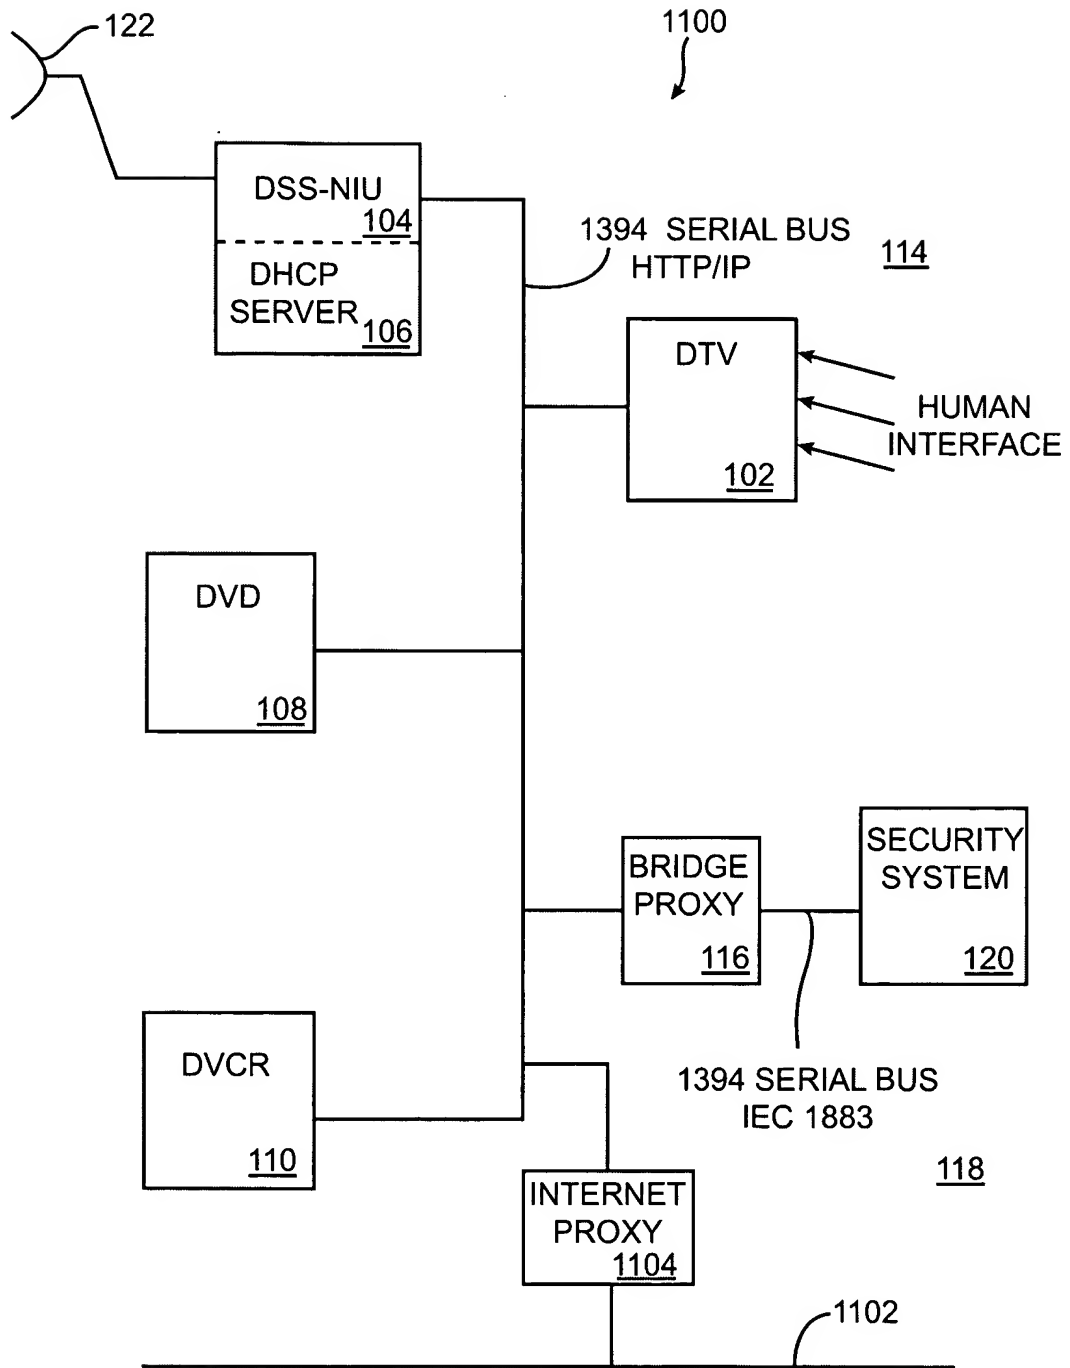 122
1100
DSS-NIU
104
DHCP
SERVER
106
1394 SERIAL BUS
HTTP/IP
114
DTV
102
HUMAN
INTERFACE
DVD
108
BRIDGE
PROXY
116
SECURITY
SYSTEM
120
1394 SERIAL BUS
IEC 1883
118
DVCR
110
INTERNET
PROXY
1104
1102